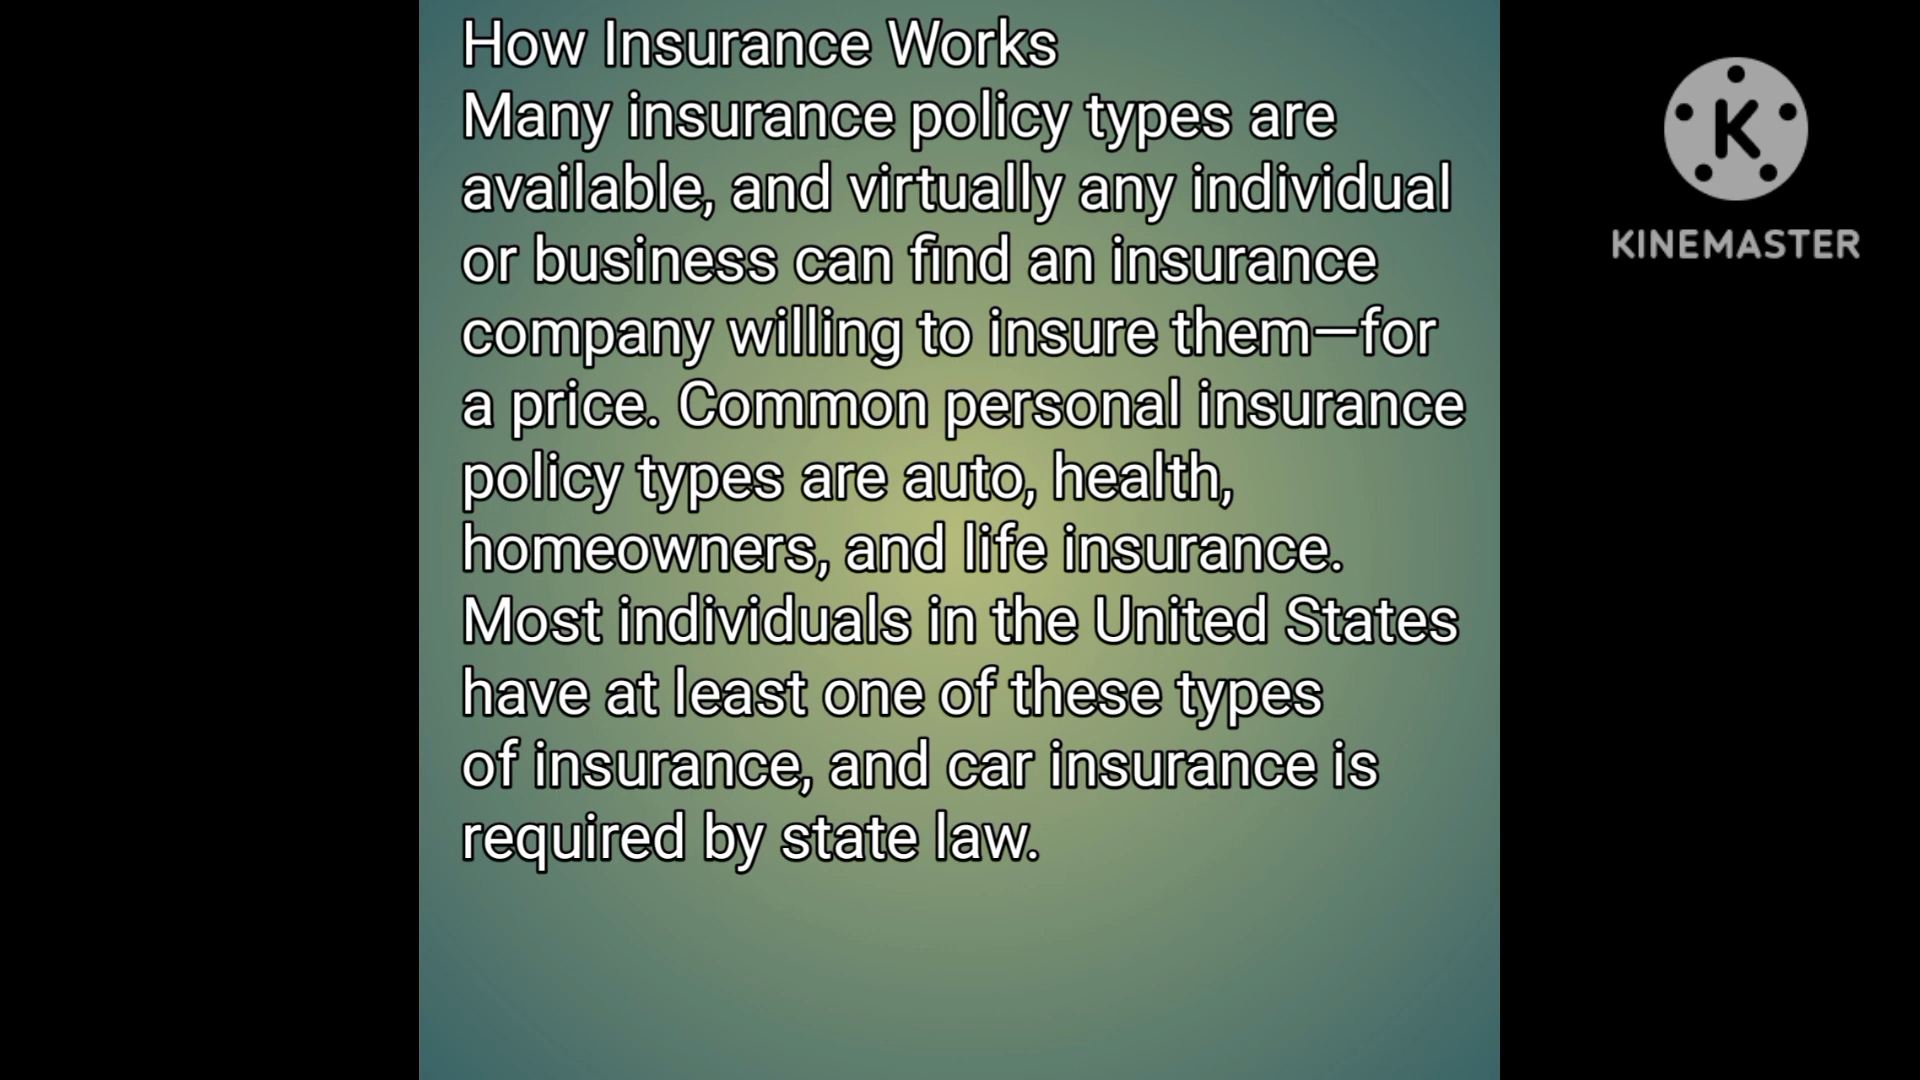 How Insurance Works
Many insurance policy types are
available, and virtually any individual
or business can find an insurance
company willing to insure them—for
a price. Common personal insurance
policy types are auto, health,
homeowners, and life insurance.
Most individuals in the United States
have at least one of these types
of insurance, and car insurance is
required by state law.
K
KINEMASTER